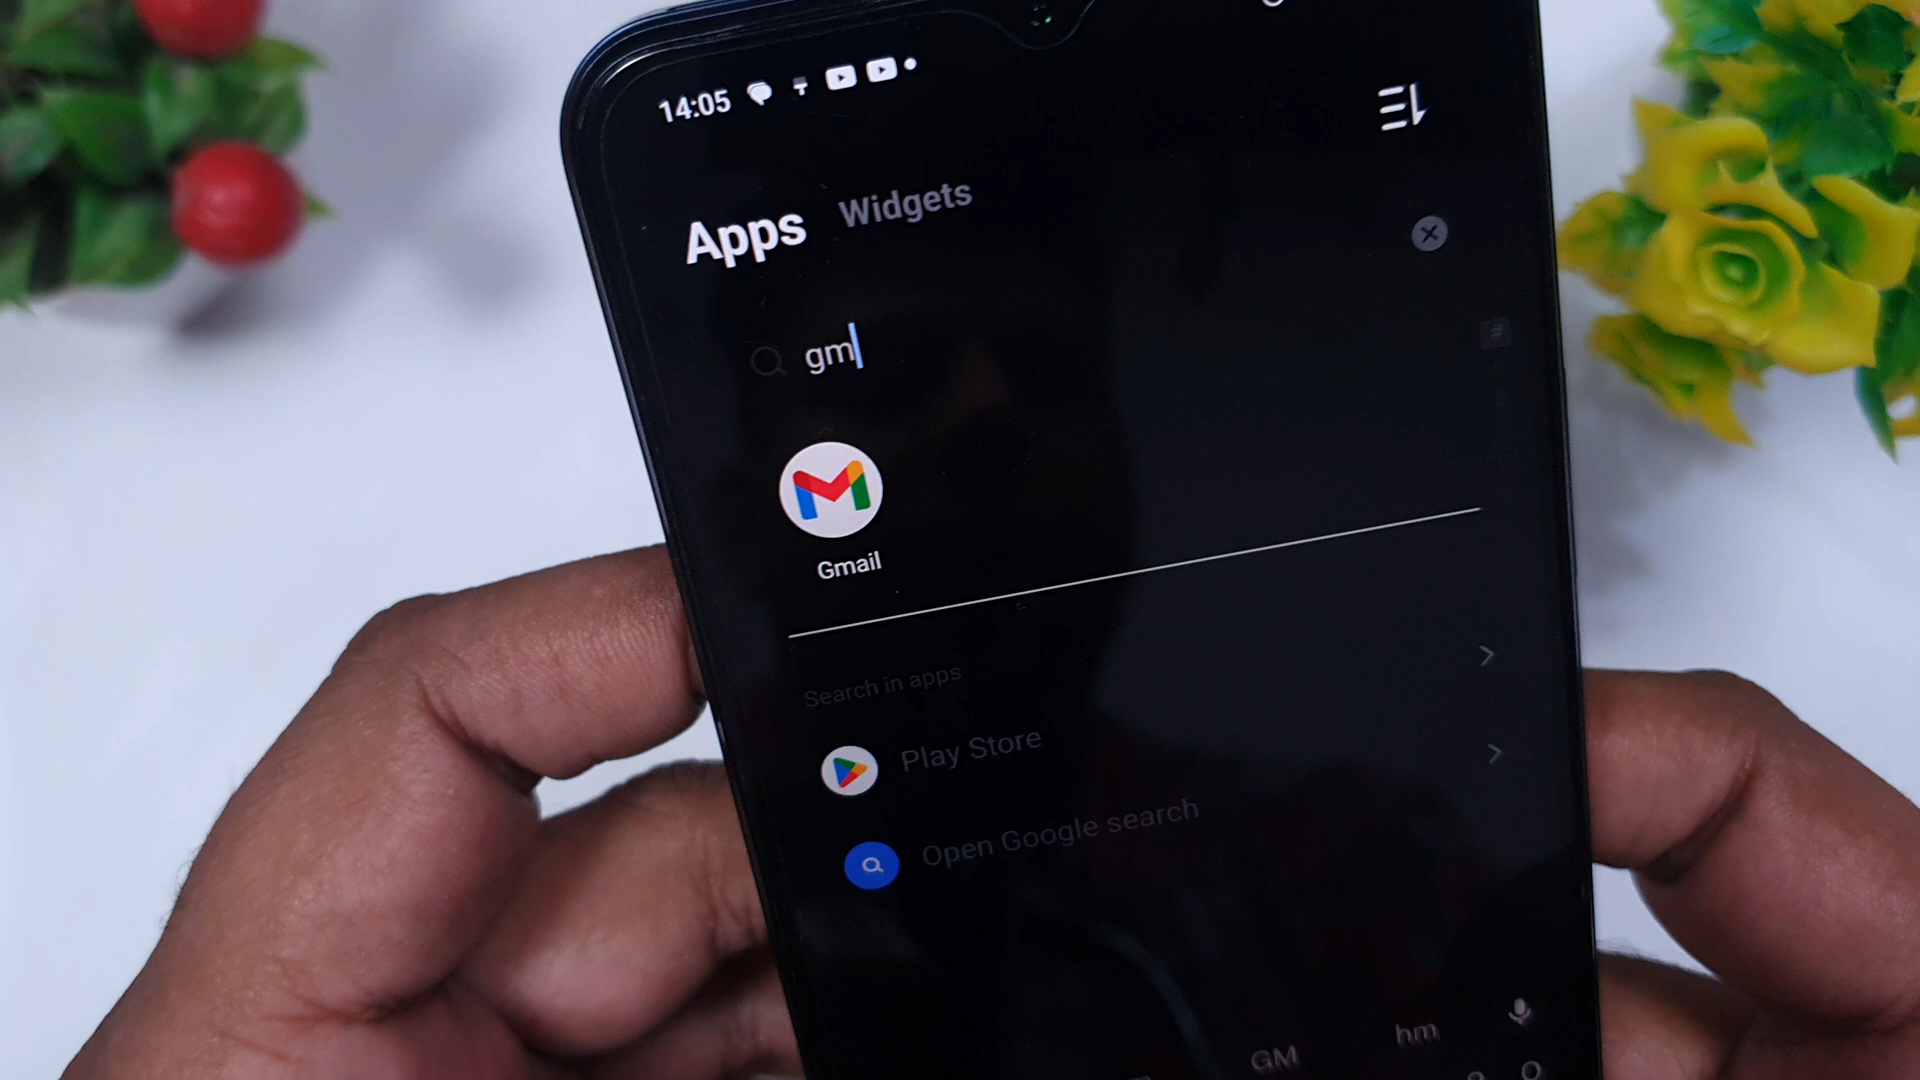 14:05
Apps Widgets
gm
Gmail
Search in apps
Play Store
Open Google search
GM hm